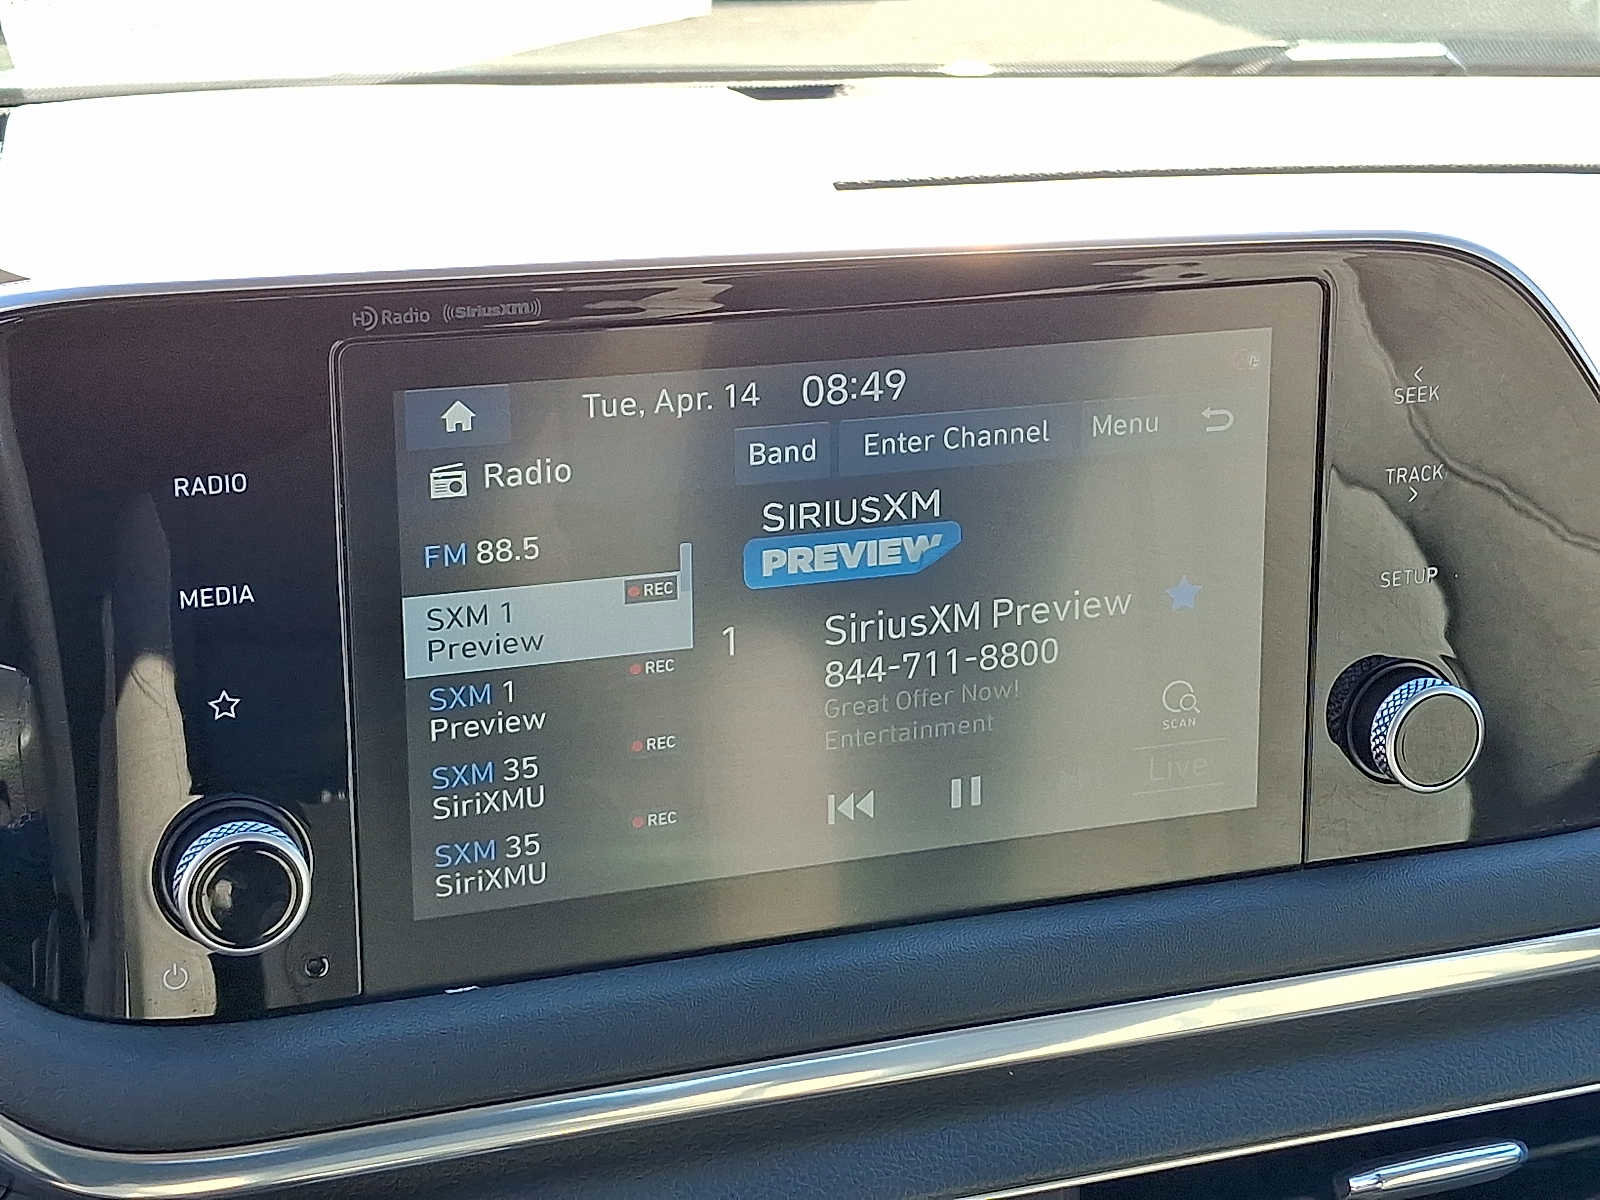 HD Radio ((SiriusXM))
Tue, Apr. 14 08:49
Band Enter Channel Menu
Radio
FM 88.5
SXM 1 REC
Preview
SXM 1 REC
Preview
SXM 35 REC
SiriXMU
SXM 35 REC
SiriXMU
SIRIUSXM
PREVIEW
1 SiriusXM Preview
844-711-8800
Great Offer Now!
Entertainment
SCAN
Live
RADIO
MEDIA
SEEK
TRACK
SETUP